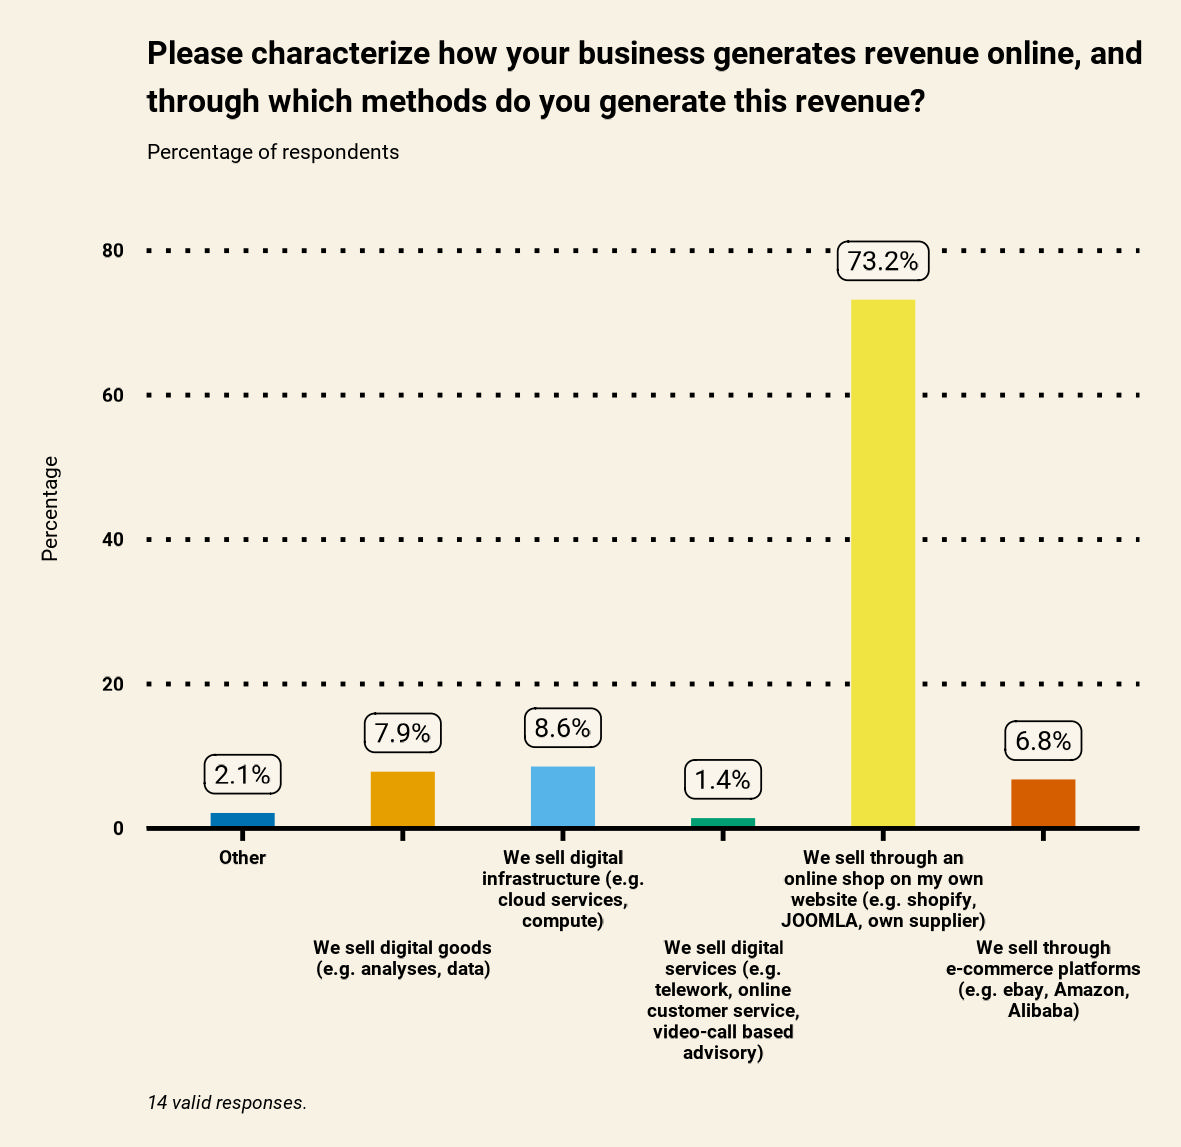 Please characterize how your business generates revenue online, and
through which methods do you generate this revenue?
Percentage of respondents
Percentage
80
60
40
20
0
2.1%
7.9%
8.6%
1.4%
73.2%
6.8%
Other
We sell digital goods
(e.g. analyses, data)
We sell digital
infrastructure (e.g.
cloud services,
compute)
We sell digital
services (e.g.
telework, online
customer service,
video-call based
advisory)
We sell through an
online shop on my own
website (e.g. shopify,
JOOMLA, own supplier)
We sell through
e-commerce platforms
(e.g. ebay, Amazon,
Alibaba)
14 valid responses.